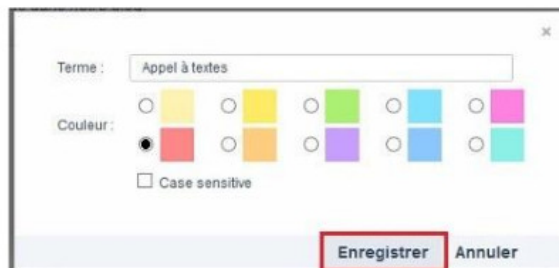 Terme : Appel à textes
Couleur :
Case sensitive
Enregistrer Annuler